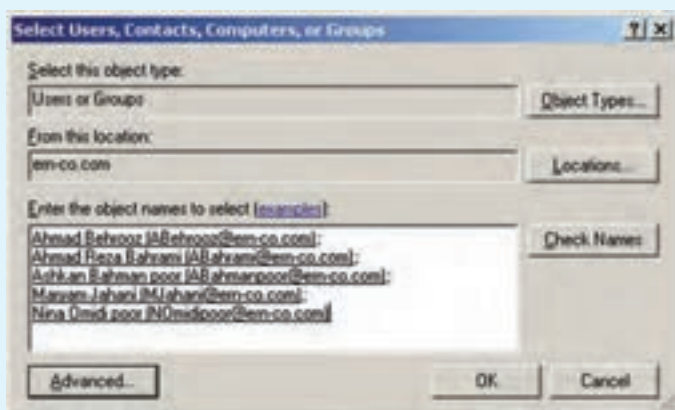 Select Users, Contacts, Computers, or Groups
Select this object type:
Users or Groups
Object Types...
From this location:
em-co.com
Locations...
Enter the object names to select (examples):
Ahmad Behrooz (ABehrooz@em-co.com);
Ahmad Reza Bahrami (ABahrami@em-co.com);
Ashkan Bahman poor (ABahmanpoor@em-co.com);
Maryam Jahani (MJahani@em-co.com);
Nina Omidi poor (NOmidipoor@em-co.com)
Check Names
Advanced...
OK
Cancel